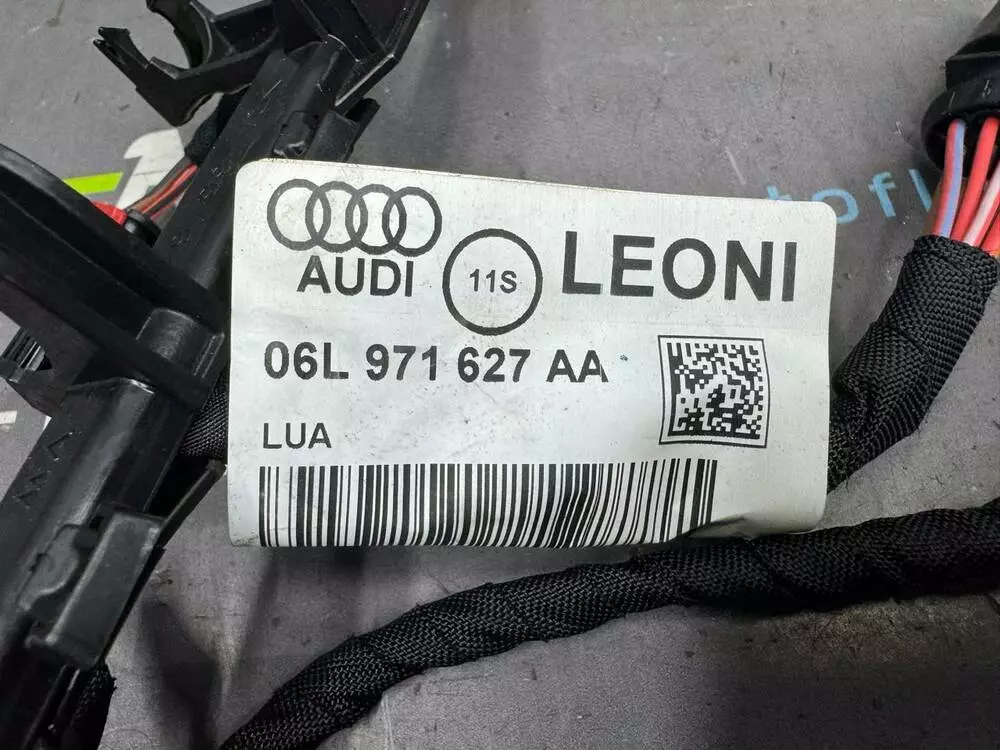 AUDI
11S
LEONI
06L 971 627 AA
LUA